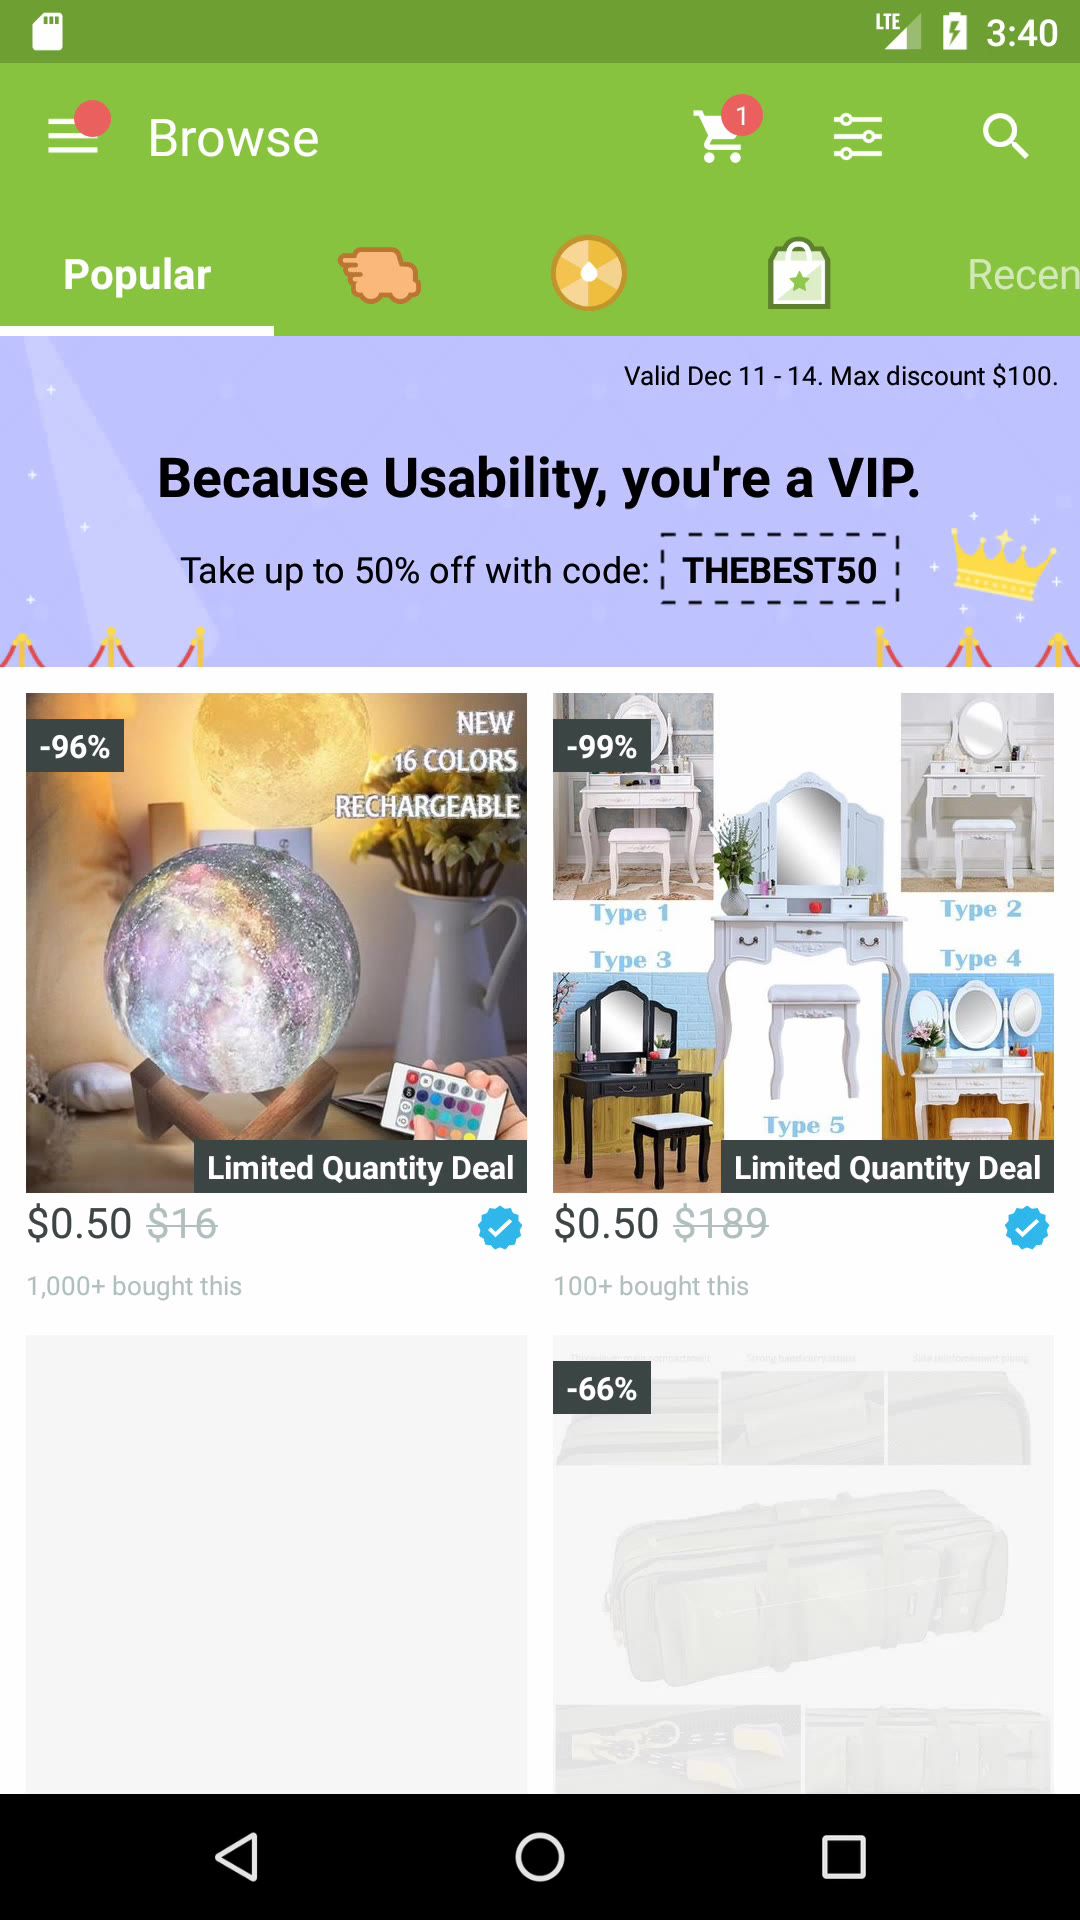 LTE 3:40
Browse 1
Popular Recen
Valid Dec 11 - 14. Max discount $100.
Because Usability, you're a VIP.
Take up to 50% off with code: THEBEST50
-96%
NEW
16 COLORS
RECHARGEABLE
Limited Quantity Deal
$0.50 $16
1,000+ bought this
-99%
Type 1
Type 2
Type 3
Type 4
Type 5
Limited Quantity Deal
$0.50 $189
100+ bought this
-66%